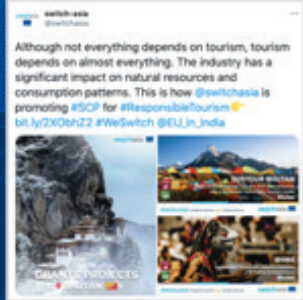 switch-asia
@switchasia
Although not everything depends on tourism, tourism
depends on almost everything. The industry has a
significant impact on natural resources and
consumption patterns. This is how @switchasia is
promoting #SCP for #ResponsibleTourism👉
bit.ly/2XObhZ2 #WeSwitch @EU_in_India
GRANTS PROJECTS
BHUTAN